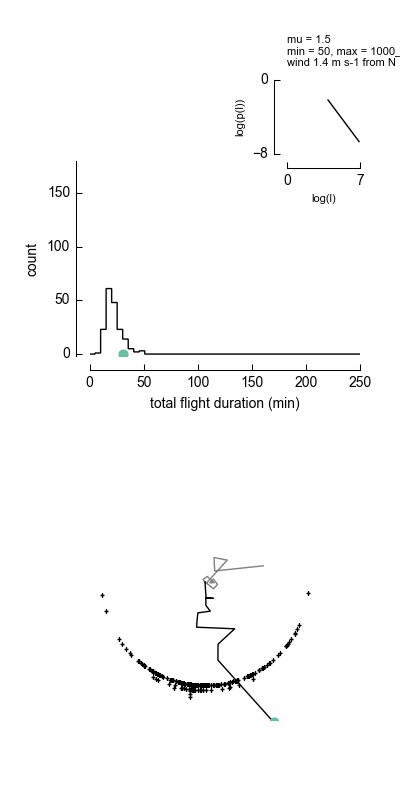 mu = 1.5
min = 50, max = 1000_
wind 1.4 m s-1 from N
0
log(p(l))
−8
0
7
log(l)
150
100
50
0
count
0
50
100
150
200
250
total flight duration (min)